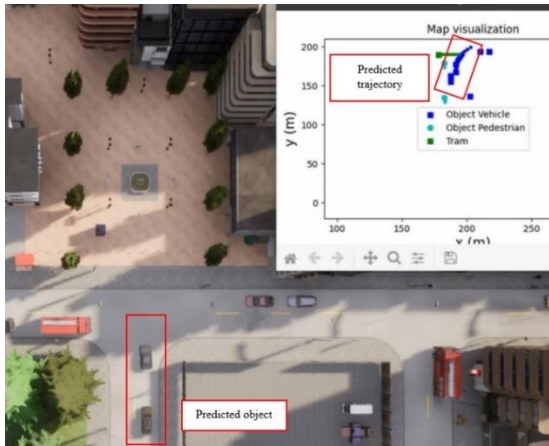 Map visualization
Predicted
trajectory
200
150
100
50
0
y (m)
Object Vehicle
Object Pedestrian
Tram
100
150
200
250
x (m)
Predicted object